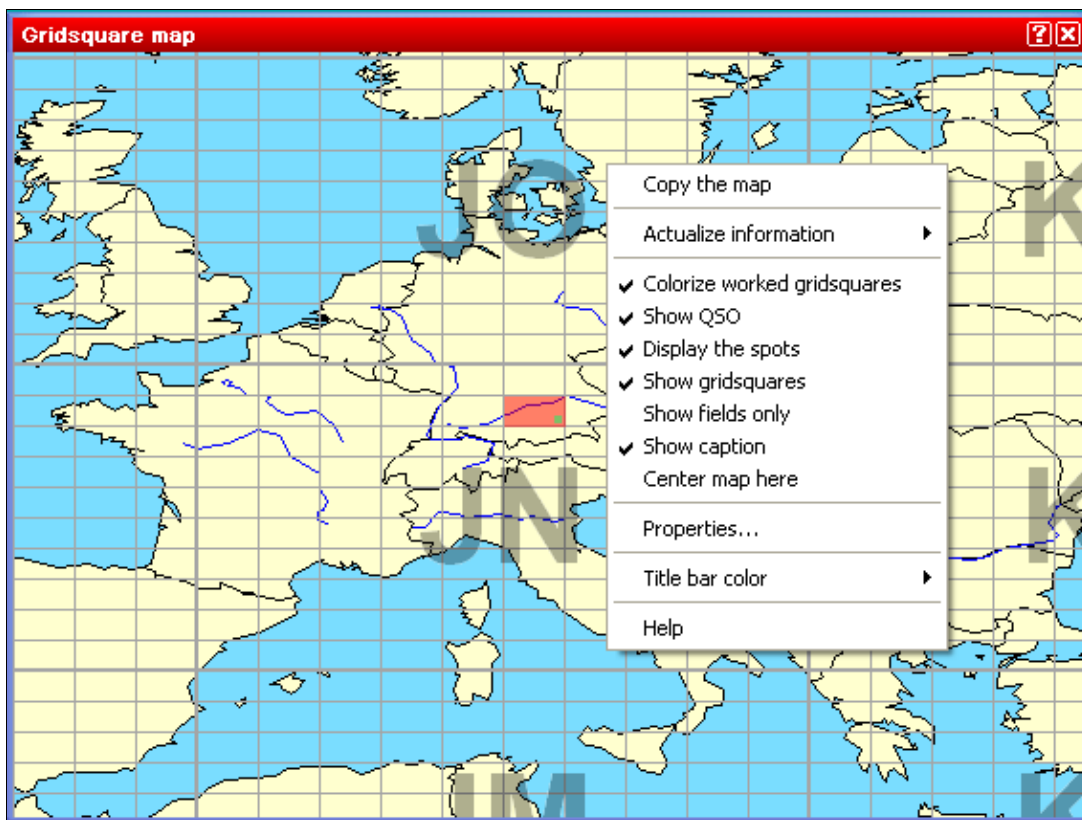 Gridsquare map
JO
K
Copy the map
Actualize information
Colorize worked gridsquares
Show QSO
Display the spots
Show gridsquares
Show fields only
Show caption
Center map here
JN
K
Properties...
Title bar color
Help
JM
K